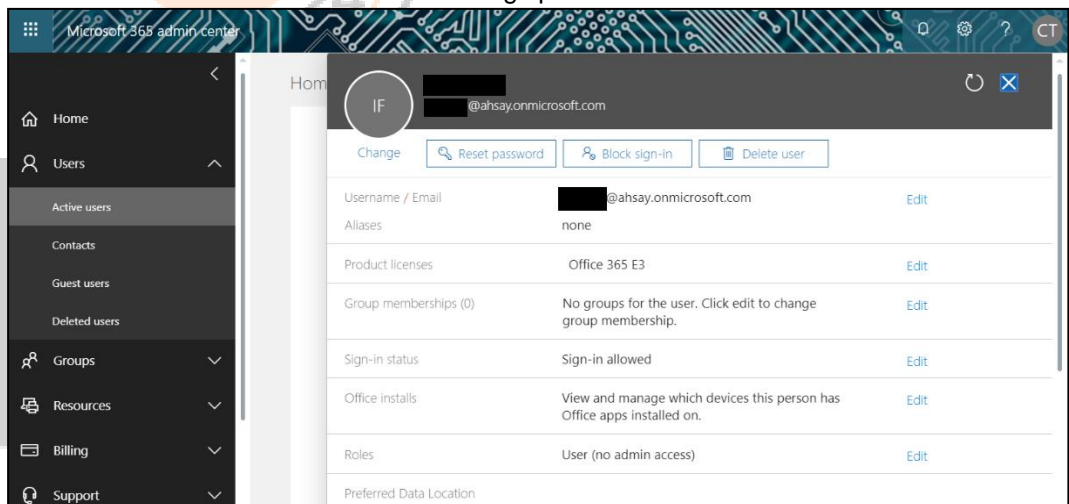 Microsoft 365 admin center
CT
Home
Users
Active users
Contacts
Guest users
Deleted users
Groups
Resources
Billing
Support
Hom
IF
@ahsay.onmicrosoft.com
Change
Reset password
Block sign-in
Delete user
Username / Email
@ahsay.onmicrosoft.com
Edit
Aliases
none
Product licenses
Office 365 E3
Edit
Group memberships (0)
No groups for the user. Click edit to change
group membership.
Edit
Sign-in status
Sign-in allowed
Edit
Office installs
View and manage which devices this person has
Office apps installed on.
Edit
Roles
User (no admin access)
Edit
Preferred Data Location